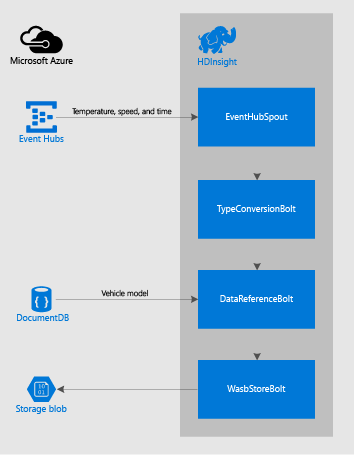 Microsoft Azure
HDInsight
Temperature, speed, and time
Event Hubs
EventHubSpout
TypeConversionBolt
Vehicle model
DocumentDB
DataReferenceBolt
Storage blob
WasbStoreBolt